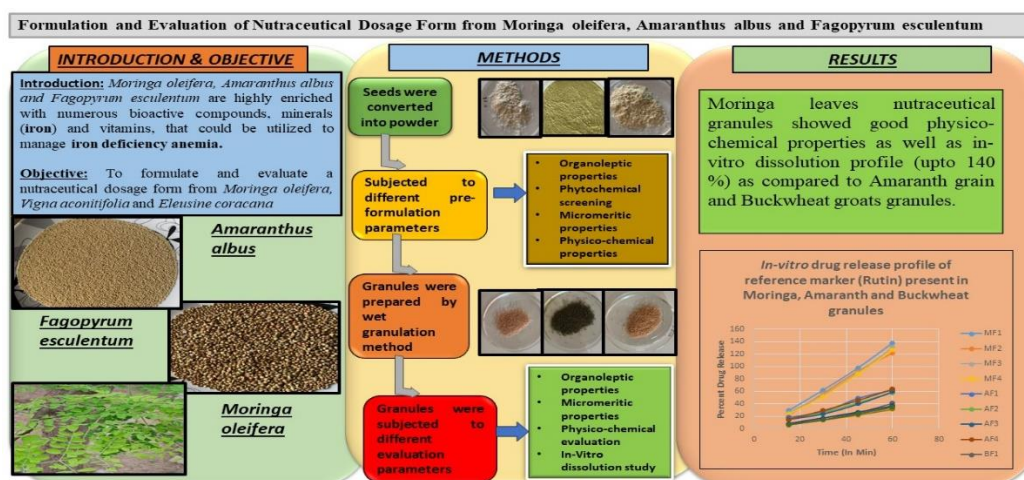 Formulation and Evaluation of Nutraceutical Dosage Form from Moringa oleifera, Amaranthus albus and Fagopyrum esculentum
INTRODUCTION & OBJECTIVE
Introduction: Moringa oleifera, Amaranthus albus
and Fagopyrum esculentum are highly enriched
with numerous bioactive compounds, minerals
(iron) and vitamins, that could be utilized to
manage iron deficiency anemia.
Objective: To formulate and evaluate a
nutraceutical dosage form from Moringa oleifera,
Vigna aconitifolia and Eleusine coracana
Amaranthus
albus
Fagopyrum
esculentum
Moringa
oleifera
METHODS
Seeds were
converted
into powder
Subjected to
different pre-
formulation
parameters
• Organoleptic
properties
• Phytochemical
screening
• Micromeritic
properties
• Physico-chemical
properties
Granules were
prepared by
wet
granulation
method
Granules were
subjected to
different
evaluation
parameters
• Organoleptic
properties
• Micromeritic
properties
• Physico-chemical
evaluation
• In-Vitro
dissolution study
RESULTS
Moringa leaves nutraceutical
granules showed good physico-
chemical properties as well as in-
vitro dissolution profile (upto 140
%) as compared to Amaranth grain
and Buckwheat groats granules.
In-vitro drug release profile of
reference marker (Rutin) present in
Moringa, Amaranth and Buckwheat
granules
Percent Drug Release
160
140
120
100
80
60
40
20
0
0
20
40
60
80
Time (In Min)
MF1
MF2
MF3
MF4
AF1
AF2
AF3
AF4
BF1